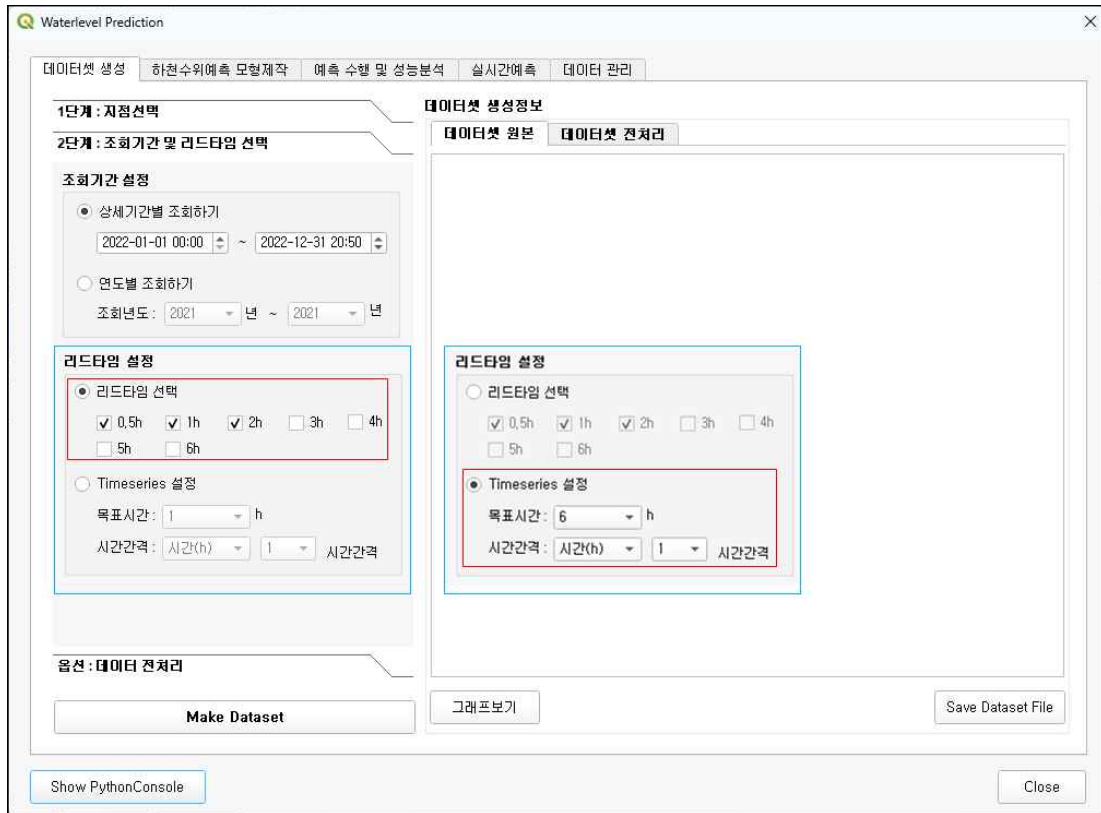 Waterlevel Prediction
데이터셋 생성 하천수위예측 모형제작 예측 수행 및 성능분석 실시간예측 데이터 관리
1단계 : 지점선택
2단계 : 조회기간 및 리드타임 선택
조회기간 설정
상세기간별 조회하기
2022-01-01 00:00 ~ 2022-12-31 20:50
연도별 조회하기
조회년도 : 2021 년 ~ 2021 년
리드타임 설정
리드타임 선택
0,5h 1h 2h 3h 4h
5h 6h
Timeseries 설정
목표시간 : 1 h
시간간격 : 시간(h) 1 시간간격
옵션 : 데이터 전처리
Make Dataset
데이터셋 생성정보
데이터셋 원본 데이터셋 전처리
리드타임 설정
리드타임 선택
0,5h 1h 2h 3h 4h
5h 6h
Timeseries 설정
목표시간 : 6 h
시간간격 : 시간(h) 1 시간간격
그래프보기 Save Dataset File
Show PythonConsole Close